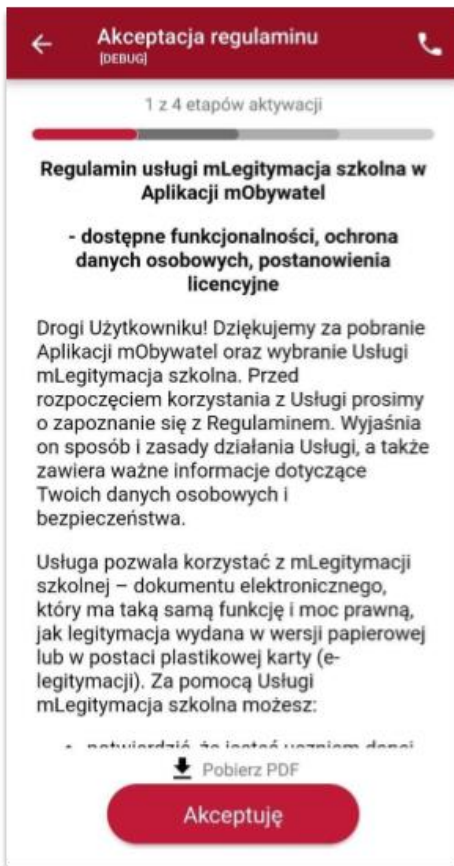 Akceptacja regulaminu
[DEBUG]
1 z 4 etapów aktywacji
Regulamin usługi mLegitymacja szkolna w
Aplikacji mObywatel
- dostępne funkcjonalności, ochrona
danych osobowych, postanowienia
licencyjne
Drogi Użytkowniku! Dziękujemy za pobranie
Aplikacji mObywatel oraz wybranie Usługi
mLegitymacja szkolna. Przed
rozpoczęciem korzystania z Usługi prosimy
o zapoznanie się z Regulaminem. Wyjaśnia
on sposób i zasady działania Usługi, a także
zawiera ważne informacje dotyczące
Twoich danych osobowych i
bezpieczeństwa.
Usługa pozwala korzystać z mLegitymacji
szkolnej – dokumentu elektronicznego,
który ma taką samą funkcję i moc prawną,
jak legitymacja wydana w wersji papierowej
lub w postaci plastikowej karty (e-
legitymacji). Za pomocą Usługi
mLegitymacja szkolna możesz:
Pobierz PDF
Akceptuję